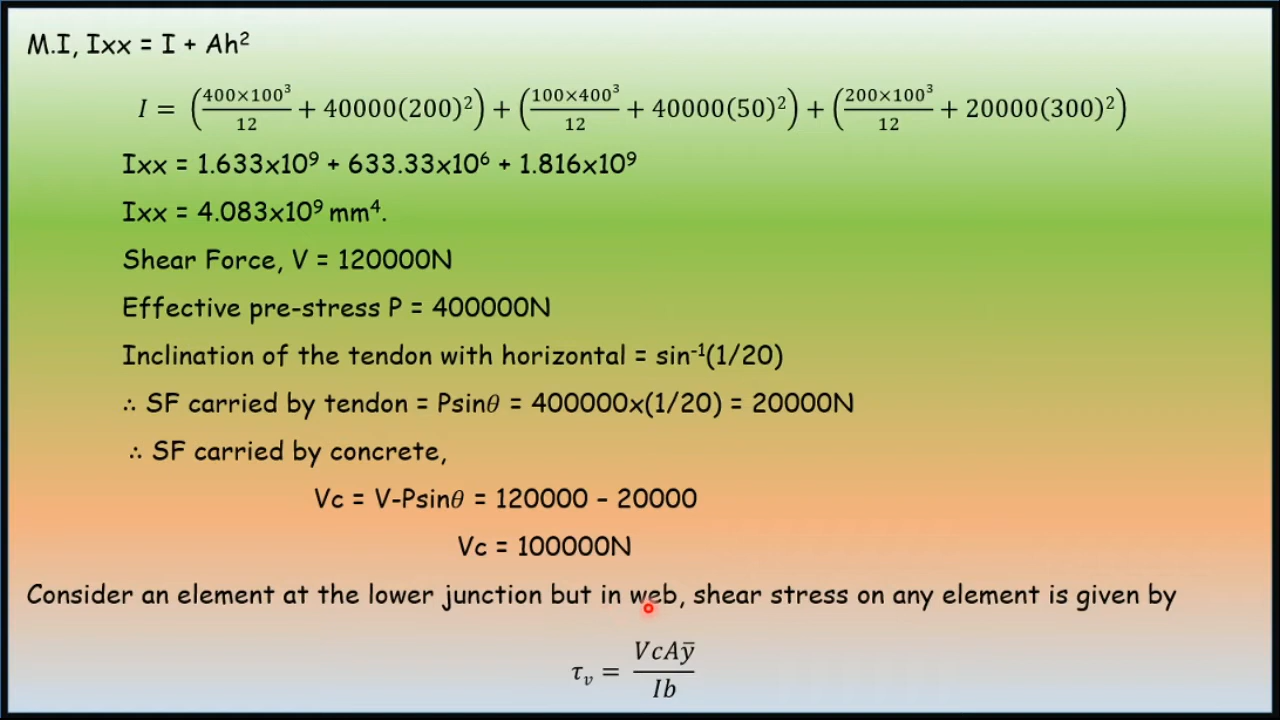 M.I, Ixx = I + Ah²
I = (400×100³/12 + 40000(200)²) + (100×400³/12 + 40000(50)²) + (200×100³/12 + 20000(300)²)
Ixx = 1.633x10⁹ + 633.33x10⁶ + 1.816x10⁹
Ixx = 4.083x10⁹ mm⁴.
Shear Force, V = 120000N
Effective pre-stress P = 400000N
Inclination of the tendon with horizontal = sin⁻¹(1/20)
∴ SF carried by tendon = Psinθ = 400000x(1/20) = 20000N
∴ SF carried by concrete,
Vc = V-Psinθ = 120000 – 20000
Vc = 100000N
Consider an element at the lower junction but in web, shear stress on any element is given by
τᵥ = VcAȳ/Ib